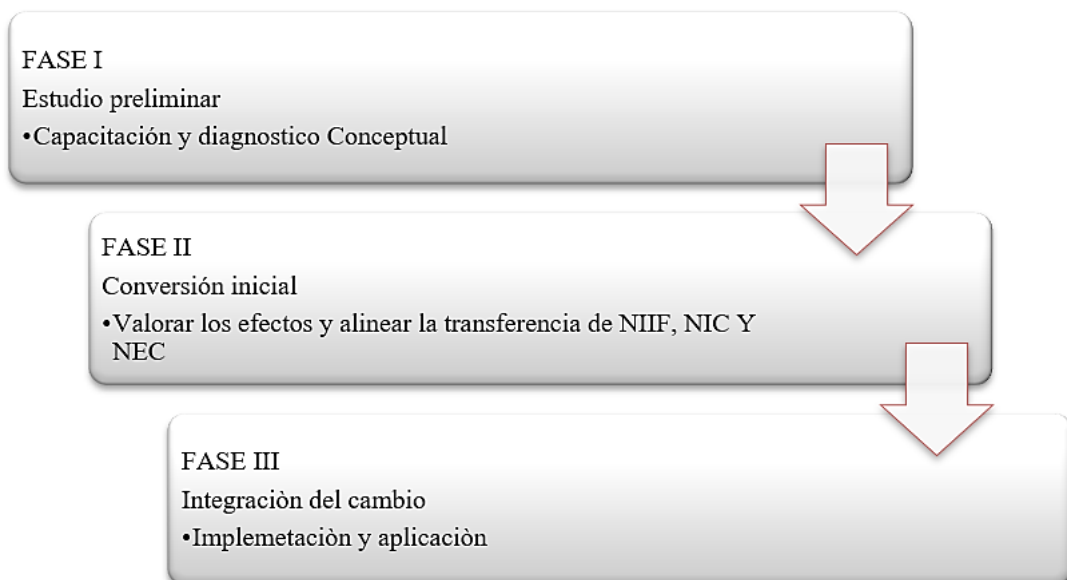 FASE I
Estudio preliminar
•Capacitación y diagnostico Conceptual
FASE II
Conversión inicial
•Valorar los efectos y alinear la transferencia de NIIF, NIC Y
NEC
FASE III
Integraciòn del cambio
•Implemetaciòn y aplicaciòn